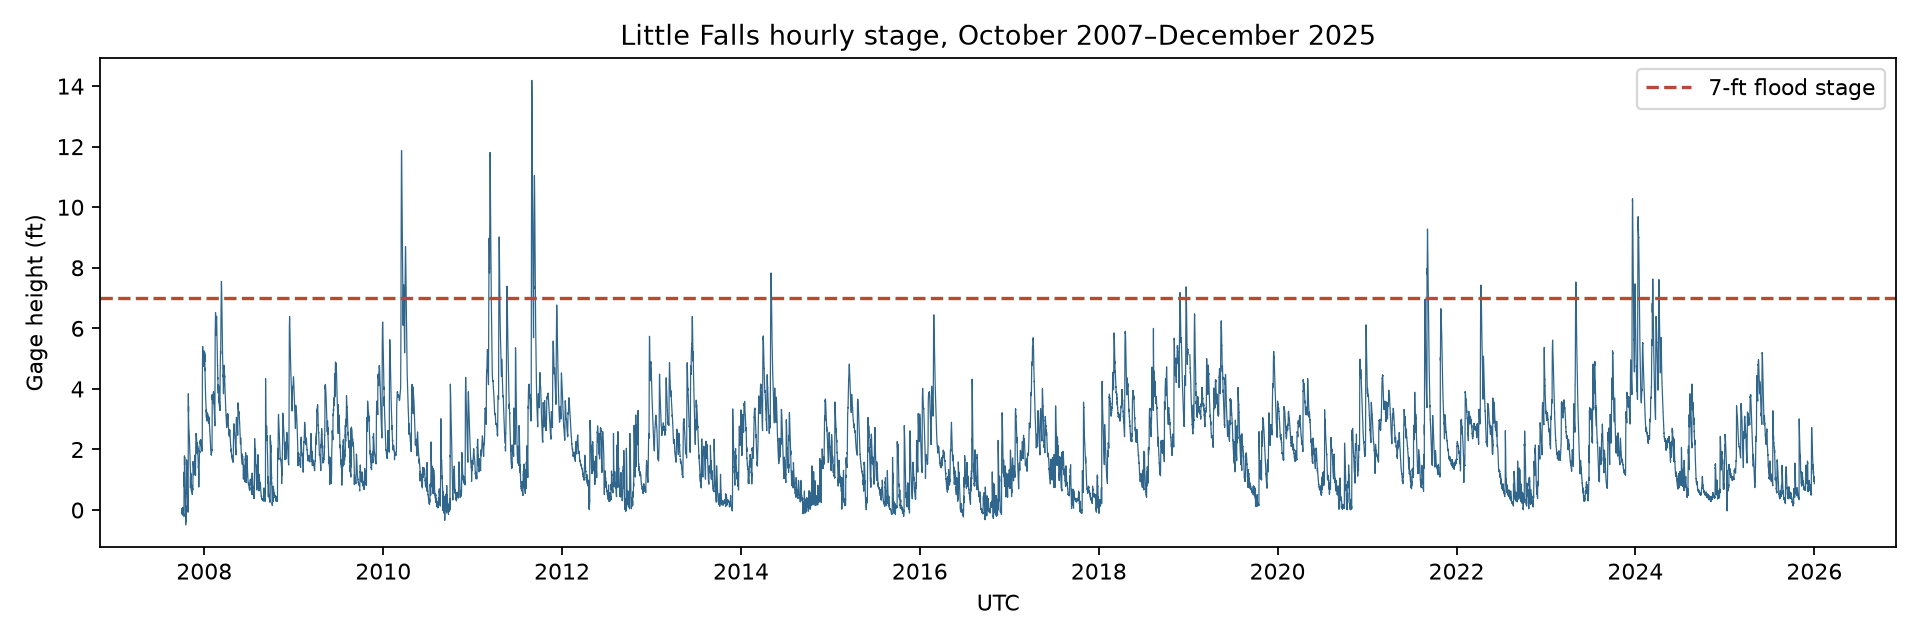 Little Falls hourly stage, October 2007–December 2025
7-ft flood stage
Gage height (ft)
14
12
10
8
6
4
2
0
2008 2010 2012 2014 2016 2018 2020 2022 2024 2026
UTC